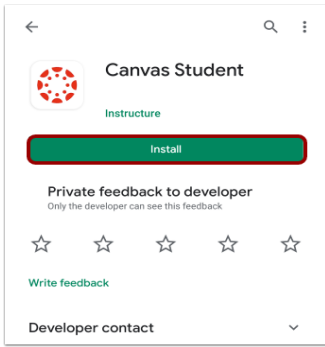 Canvas Student
Instructure
Install
Private feedback to developer
Only the developer can see this feedback
Write feedback
Developer contact